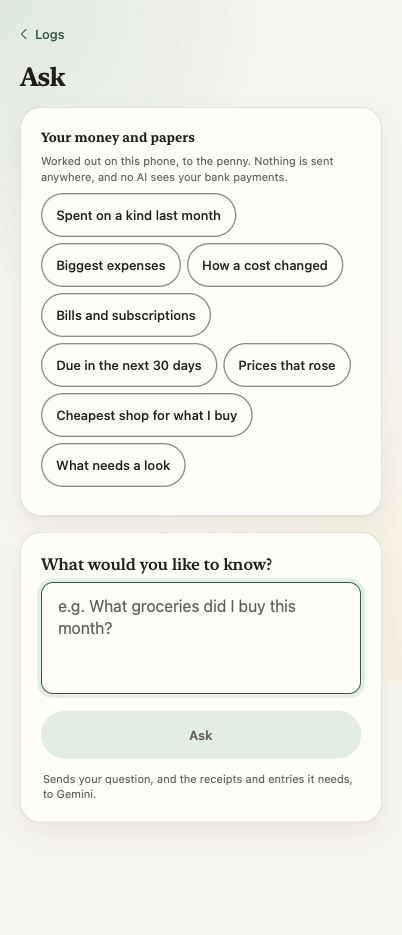 Logs
Ask
Your money and papers
Worked out on this phone, to the penny. Nothing is sent
anywhere, and no AI sees your bank payments.
Spent on a kind last month
Biggest expenses
How a cost changed
Bills and subscriptions
Due in the next 30 days
Prices that rose
Cheapest shop for what I buy
What needs a look
What would you like to know?
e.g. What groceries did I buy this
month?
Ask
Sends your question, and the receipts and entries it needs,
to Gemini.